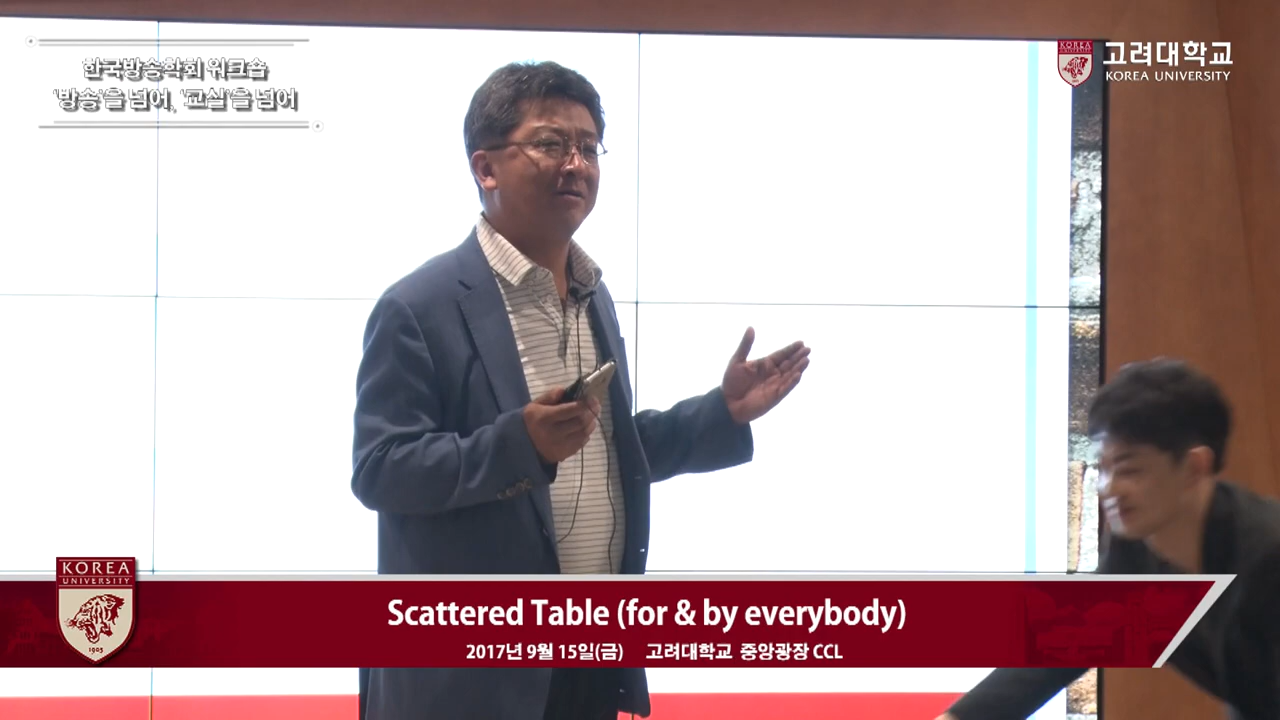 한국방송학회 워크숍
'방송'을 넘어, '교실'을 넘어
KOREA
UNIVERSITY
고려대학교
KOREA UNIVERSITY
KOREA
UNIVERSITY
1905
Scattered Table (for & by everybody)
2017년 9월 15일(금) 고려대학교 중앙광장 CCL